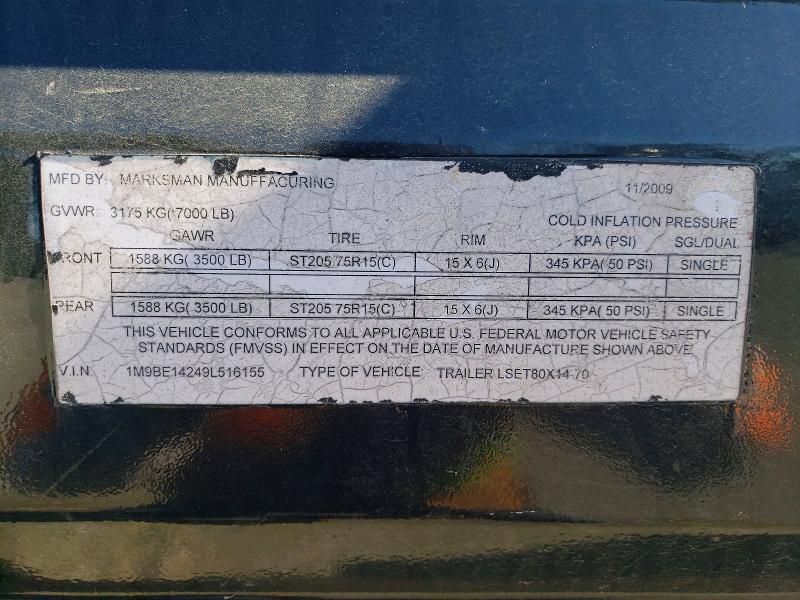 MFD BY: MARKSMAN MANUFFACURING 11/2009
GVWR: 3175 KG( 7000 LB) COLD INFLATION PRESSURE
GAWR TIRE RIM KPA (PSI) SGL/DUAL
FRONT 1588 KG( 3500 LB) ST205 75R15(C) 15 X 6(J) 345 KPA( 50 PSI) SINGLE
REAR 1588 KG( 3500 LB) ST205 75R15(C) 15 X 6(J) 345 KPA( 50 PSI) SINGLE
THIS VEHICLE CONFORMS TO ALL APPLICABLE U.S. FEDERAL MOTOR VEHICLE SAFETY
STANDARDS (FMVSS) IN EFFECT ON THE DATE OF MANUFACTURE SHOWN ABOVE
V.I.N. 1M9BE14249L516155 TYPE OF VEHICLE: TRAILER LSET80X14-70